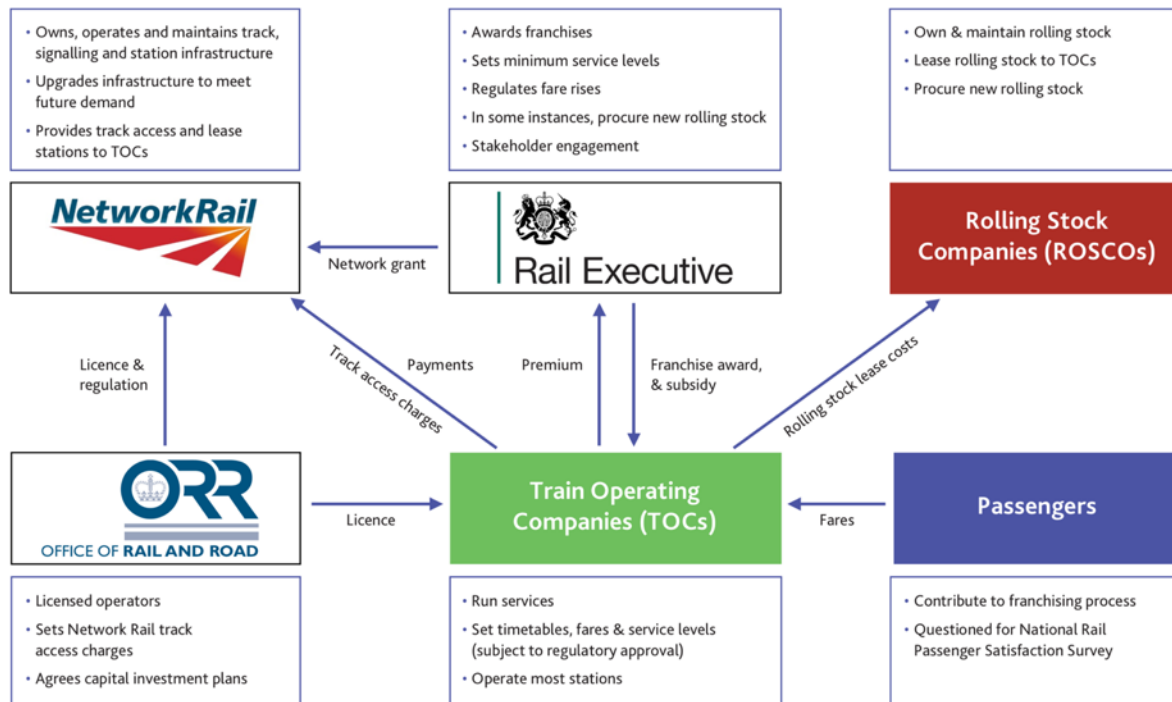 • Owns, operates and maintains track,
signalling and station infrastructure
• Upgrades infrastructure to meet
future demand
• Provides track access and lease
stations to TOCs
• Awards franchises
• Sets minimum service levels
• Regulates fare rises
• In some instances, procure new rolling stock
• Stakeholder engagement
• Own & maintain rolling stock
• Lease rolling stock to TOCs
• Procure new rolling stock
NetworkRail
Network grant
Rail Executive
Rolling Stock
Companies (ROSCOs)
Licence &
regulation
Payments
Track access charges
Premium
Franchise award,
& subsidy
Rolling stock lease costs
ORR
OFFICE OF RAIL AND ROAD
Licence
Train Operating
Companies (TOCs)
Fares
Passengers
• Licensed operators
• Sets Network Rail track
access charges
• Agrees capital investment plans
• Run services
• Set timetables, fares & service levels
(subject to regulatory approval)
• Operate most stations
• Contribute to franchising process
• Questioned for National Rail
Passenger Satisfaction Survey